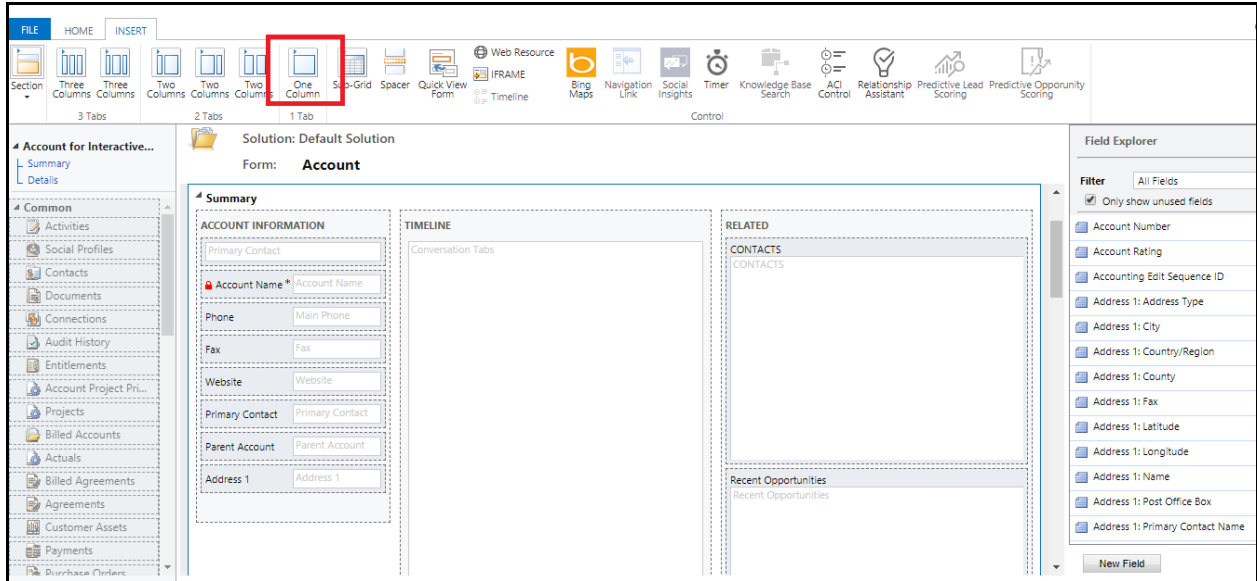 FILE HOME INSERT
Section
Three Columns
Three Columns
3 Tabs
Two Columns
Two Columns
Two Columns
2 Tabs
One Column
1 Tab
Sub-Grid
Spacer
Quick View Form
Web Resource
IFRAME
Timeline
Bing Maps
Navigation Link
Social Insights
Timer
Knowledge Base Search
ACI Control
Relationship Assistant
Predictive Lead Scoring
Predictive Opporunity Scoring
Control
Account for Interactive...
Summary
Details
Common
Activities
Social Profiles
Contacts
Documents
Connections
Audit History
Entitlements
Account Project Pri...
Projects
Billed Accounts
Actuals
Billed Agreements
Agreements
Customer Assets
Payments
Purchase Orders
Solution: Default Solution
Form: Account
Summary
ACCOUNT INFORMATION
Primary Contact
Account Name* Account Name
Phone Main Phone
Fax Fax
Website Website
Primary Contact Primary Contact
Parent Account Parent Account
Address 1 Address 1
TIMELINE
Conversation Tabs
RELATED
CONTACTS
CONTACTS
Recent Opportunities
Recent Opportunities
Field Explorer
Filter All Fields
Only show unused fields
Account Number
Account Rating
Accounting Edit Sequence ID
Address 1: Address Type
Address 1: City
Address 1: Country/Region
Address 1: County
Address 1: Fax
Address 1: Latitude
Address 1: Longitude
Address 1: Name
Address 1: Post Office Box
Address 1: Primary Contact Name
New Field